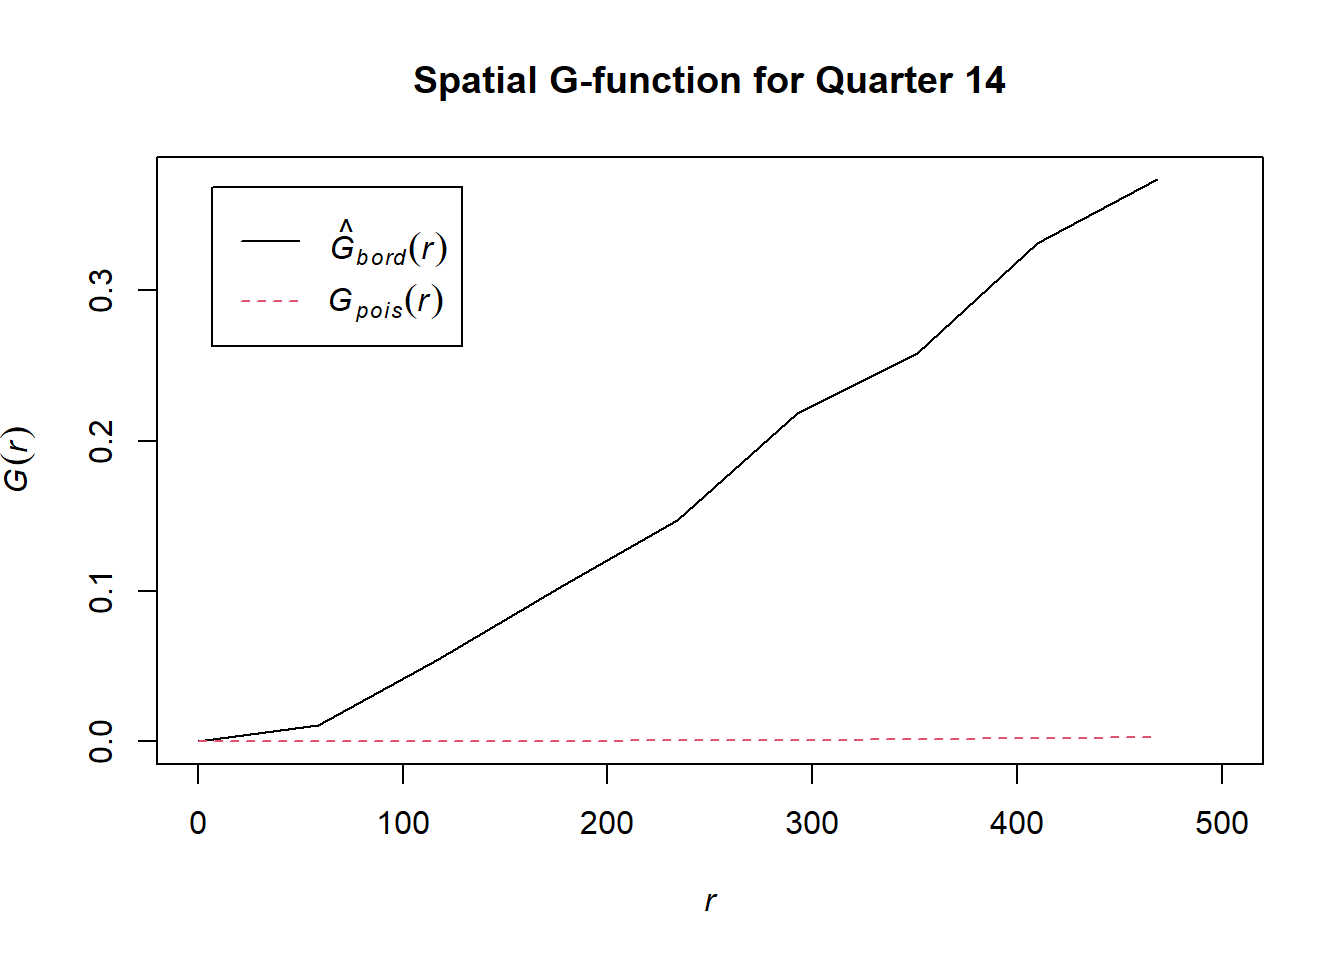 Spatial G-function for Quarter 14
Ĝbord(r)
Gpois(r)
G(r)
0.3
0.2
0.1
0.0
0 100 200 300 400 500
r